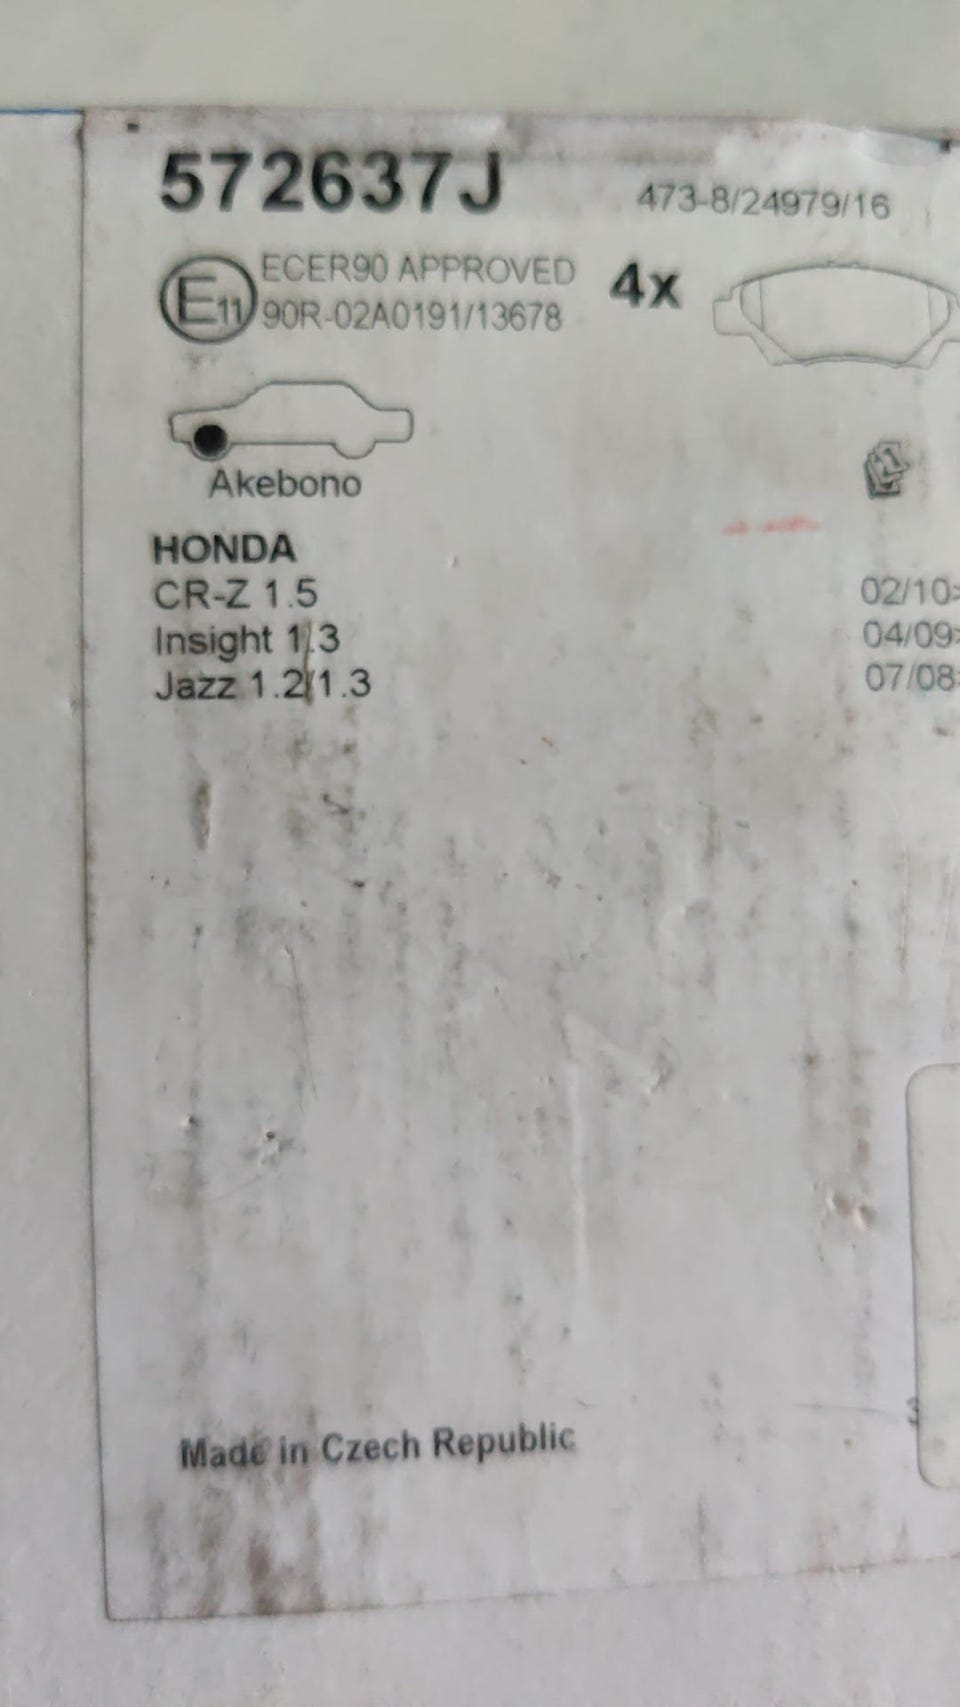 572637J
473-8/24979/16
E11
ECER90 APPROVED
90R-02A0191/13678
4x
Akebono
HONDA
CR-Z 1.5 02/10>
Insight 1.3 04/09>
Jazz 1.2/1.3 07/08>
Made in Czech Republic